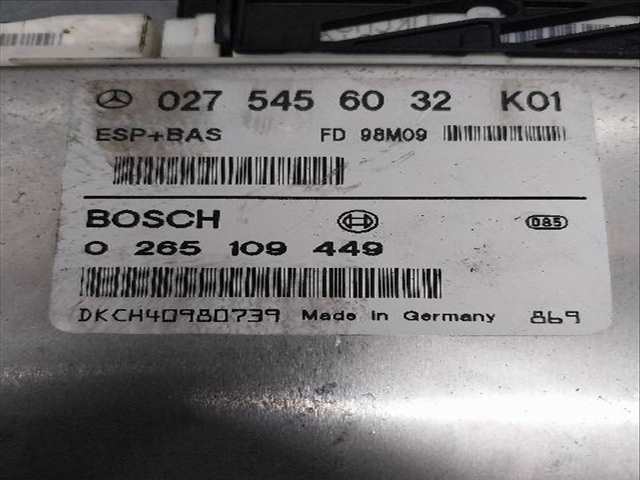 027 545 60 32 K01
ESP+BAS FD 98M09
BOSCH 085
0 265 109 449
DKCH40980739 Made in Germany 869